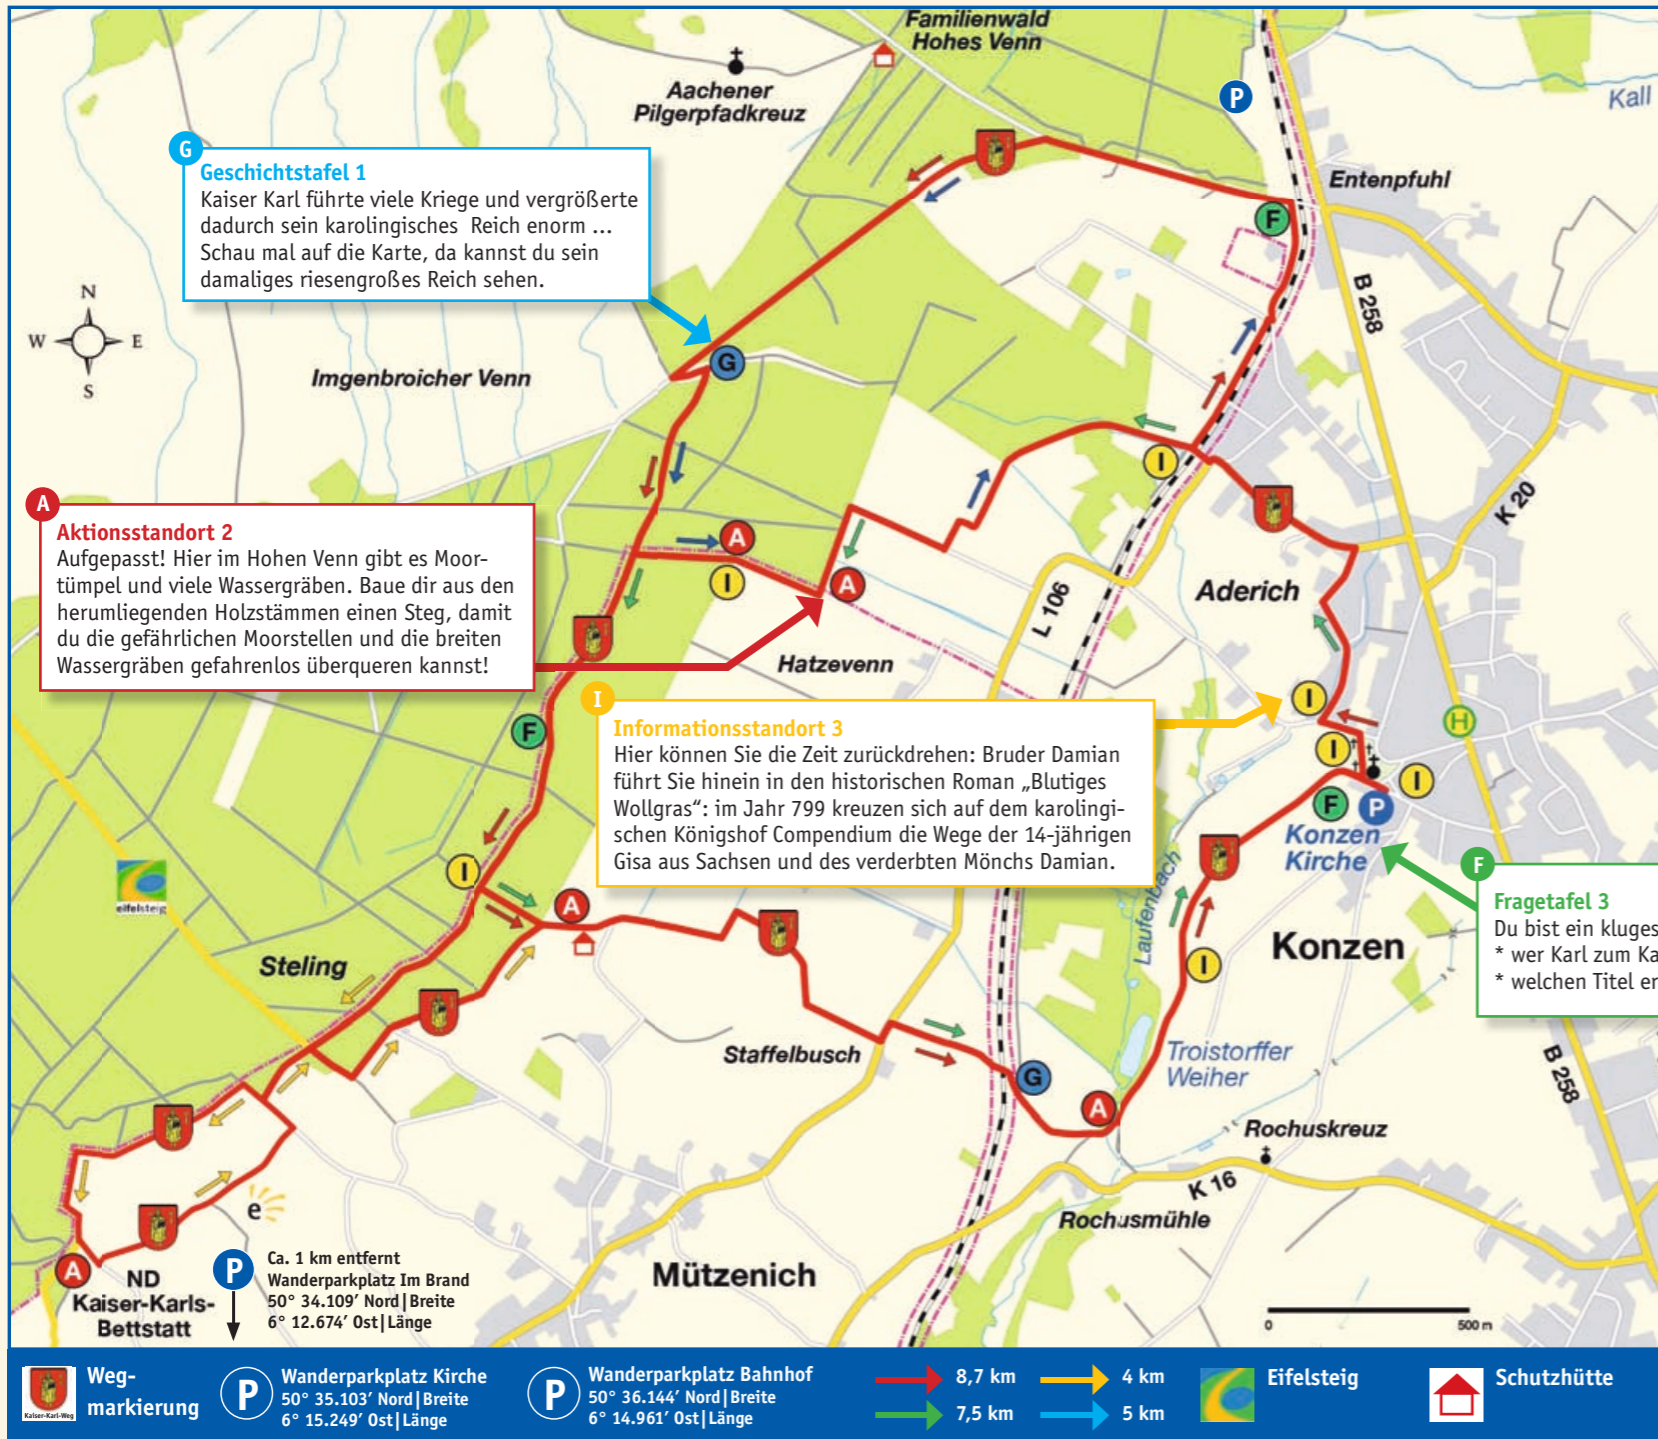 Familienwald
Hohes Venn
Aachener
Pilgerpfadkreuz
P
Kall
G
Geschichtstafel 1
Kaiser Karl führte viele Kriege und vergrößerte
dadurch sein karolingisches Reich enorm ...
Schau mal auf die Karte, da kannst du sein
damaliges riesengroßes Reich sehen.
Entenpfuhl
F
B 258
N
W E
S
Imgenbroicher Venn
G
I
K 20
A
Aktionsstandort 2
Aufgepasst! Hier im Hohen Venn gibt es Moor-
tümpel und viele Wassergräben. Baue dir aus den
herumliegenden Holzstämmen einen Steg, damit
du die gefährlichen Moorstellen und die breiten
Wassergräben gefahrenlos überqueren kannst!
A
I
A
L 106
Aderich
Hatzevenn
I
Informationsstandort 3
Hier können Sie die Zeit zurückdrehen: Bruder Damian
führt Sie hinein in den historischen Roman „Blutiges
Wollgras“: im Jahr 799 kreuzen sich auf dem karolingi-
schen Königshof Compendium die Wege der 14-jährigen
Gisa aus Sachsen und des verderbten Mönchs Damian.
I
H
I
I
F
P
Konzen
Kirche
F
F
Fragetafel 3
Du bist ein kluges
* wer Karl zum Ka
* welchen Titel er
eifelsteig
I
A
Laufenbach
Konzen
I
Steling
Staffelbusch
G
Troistorffer
Weiher
A
B 258
Rochuskreuz
K 16
Rochusmühle
e
A
ND
Kaiser-Karls-
Bettstatt
P
Ca. 1 km entfernt
Wanderparkplatz Im Brand
50° 34.109′ Nord|Breite
6° 12.674′ Ost|Länge
Mützenich
0 500 m
Kaiser-Karl-Weg
Weg-
markierung
P
Wanderparkplatz Kirche
50° 35.103′ Nord|Breite
6° 15.249′ Ost|Länge
P
Wanderparkplatz Bahnhof
50° 36.144′ Nord|Breite
6° 14.961′ Ost|Länge
8,7 km
4 km
7,5 km
5 km
Eifelsteig
Schutzhütte